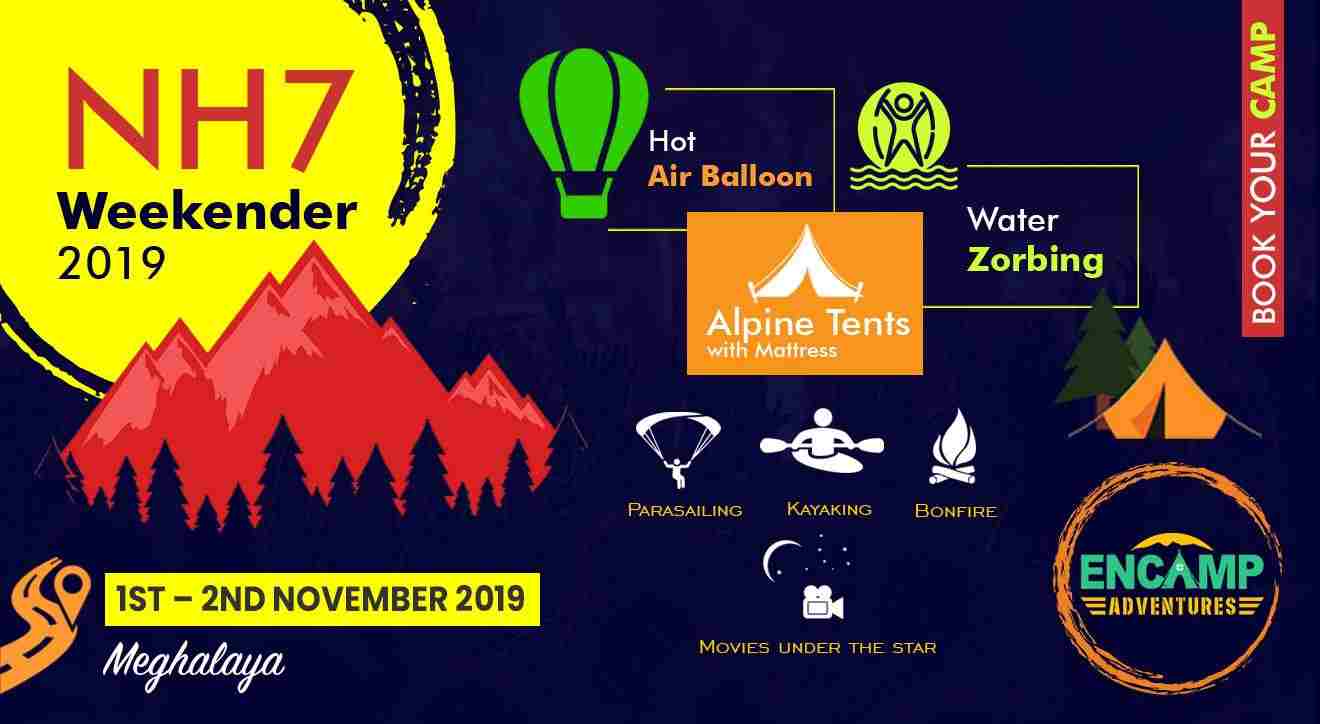 NH7
Weekender
2019
Hot
Air Balloon
Water
Zorbing
BOOK YOUR CAMP
Alpine Tents
with Mattress
PARASAILING
KAYAKING
BONFIRE
MOVIES UNDER THE STAR
ENCAMP
ADVENTURES
1ST – 2ND NOVEMBER 2019
Meghalaya